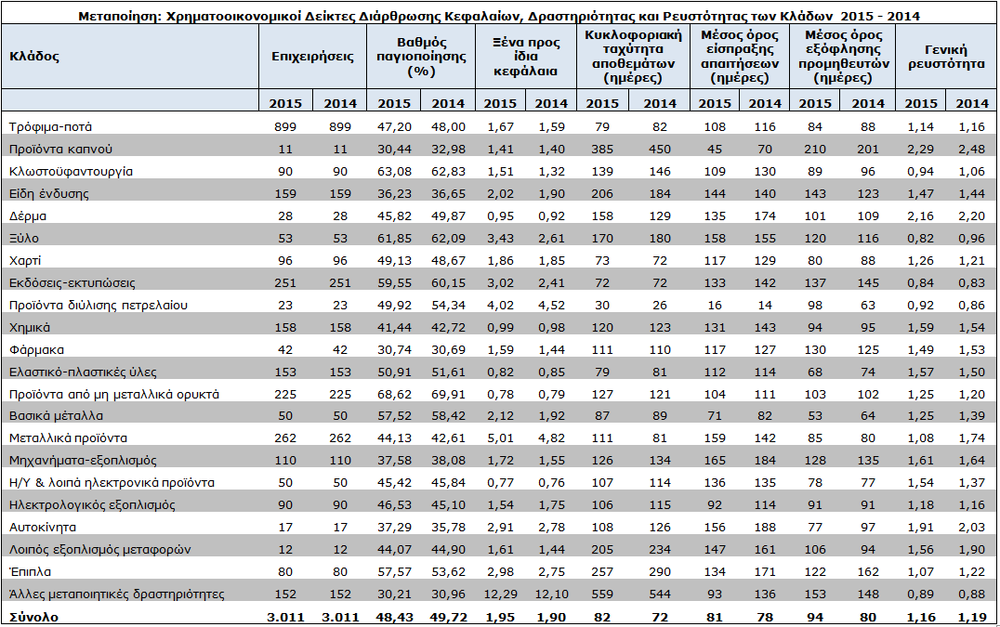 Μεταποίηση: Χρηματοοικονομικοί Δείκτες Διάρθρωσης Κεφαλαίων, Δραστηριότητας και Ρευστότητας των Κλάδων 2015 - 2014
Κλάδος Επιχειρήσεις Βαθμός παγιοποίησης (%) Ξένα προς ίδια κεφάλαια Κυκλοφοριακή ταχύτητα αποθεμάτων (ημέρες) Μέσος όρος είσπραξης απαιτήσεων (ημέρες) Μέσος όρος εξόφλησης προμηθευτών (ημέρες) Γενική ρευστότητα
2015 2014 2015 2014 2015 2014 2015 2014 2015 2014 2015 2014 2015 2014
Τρόφιμα-ποτά 899 899 47,20 48,00 1,67 1,59 79 82 108 116 84 88 1,14 1,16
Προϊόντα καπνού 11 11 30,44 32,98 1,41 1,40 385 450 45 70 210 201 2,29 2,48
Κλωστοϋφαντουργία 90 90 63,08 62,83 1,51 1,32 139 146 109 130 89 96 0,94 1,06
Είδη ένδυσης 159 159 36,23 36,65 2,02 1,90 206 184 144 140 143 123 1,47 1,44
Δέρμα 28 28 45,82 49,87 0,95 0,92 158 129 135 174 101 109 2,16 2,20
Ξύλο 53 53 61,85 62,09 3,43 2,61 170 180 158 155 120 116 0,82 0,96
Χαρτί 96 96 49,13 48,67 1,86 1,85 73 72 117 129 80 88 1,26 1,21
Εκδόσεις-εκτυπώσεις 251 251 59,55 60,15 3,02 2,41 72 72 133 142 137 145 0,84 0,83
Προϊόντα διύλισης πετρελαίου 23 23 49,92 54,34 4,02 4,52 30 26 16 14 98 63 0,92 0,86
Χημικά 158 158 41,44 42,72 0,99 0,98 120 123 131 143 94 95 1,59 1,54
Φάρμακα 42 42 30,74 30,69 1,59 1,44 111 110 117 127 130 125 1,49 1,53
Ελαστικό-πλαστικές ύλες 153 153 50,91 51,61 0,82 0,85 79 81 112 114 68 74 1,57 1,50
Προϊόντα από μη μεταλλικά ορυκτά 225 225 68,62 69,91 0,78 0,79 127 121 104 111 103 102 1,25 1,20
Βασικά μέταλλα 50 50 57,52 58,42 2,12 1,92 87 89 71 82 53 64 1,25 1,39
Μεταλλικά προϊόντα 262 262 44,13 42,61 5,01 4,82 111 81 159 142 85 80 1,08 1,74
Μηχανήματα-εξοπλισμός 110 110 37,58 38,08 1,72 1,55 126 134 165 184 128 135 1,61 1,64
Η/Υ & λοιπά ηλεκτρονικά προϊόντα 50 50 45,42 45,84 0,77 0,76 107 114 136 135 78 77 1,54 1,37
Ηλεκτρολογικός εξοπλισμός 90 90 46,53 45,10 1,54 1,75 106 115 92 114 91 91 1,18 1,16
Αυτοκίνητα 17 17 37,29 35,78 2,91 2,78 108 126 156 188 77 97 1,91 2,03
Λοιπός εξοπλισμός μεταφορών 12 12 44,07 44,90 1,61 1,44 205 234 147 161 106 94 1,56 1,90
Έπιπλα 80 80 57,57 53,62 2,98 2,75 257 290 134 171 122 162 1,07 1,22
Άλλες μεταποιητικές δραστηριότητες 152 152 30,21 30,96 12,29 12,10 559 544 93 136 153 148 0,89 0,88
Σύνολο 3.011 3.011 48,43 49,72 1,95 1,90 82 72 81 78 94 80 1,16 1,19